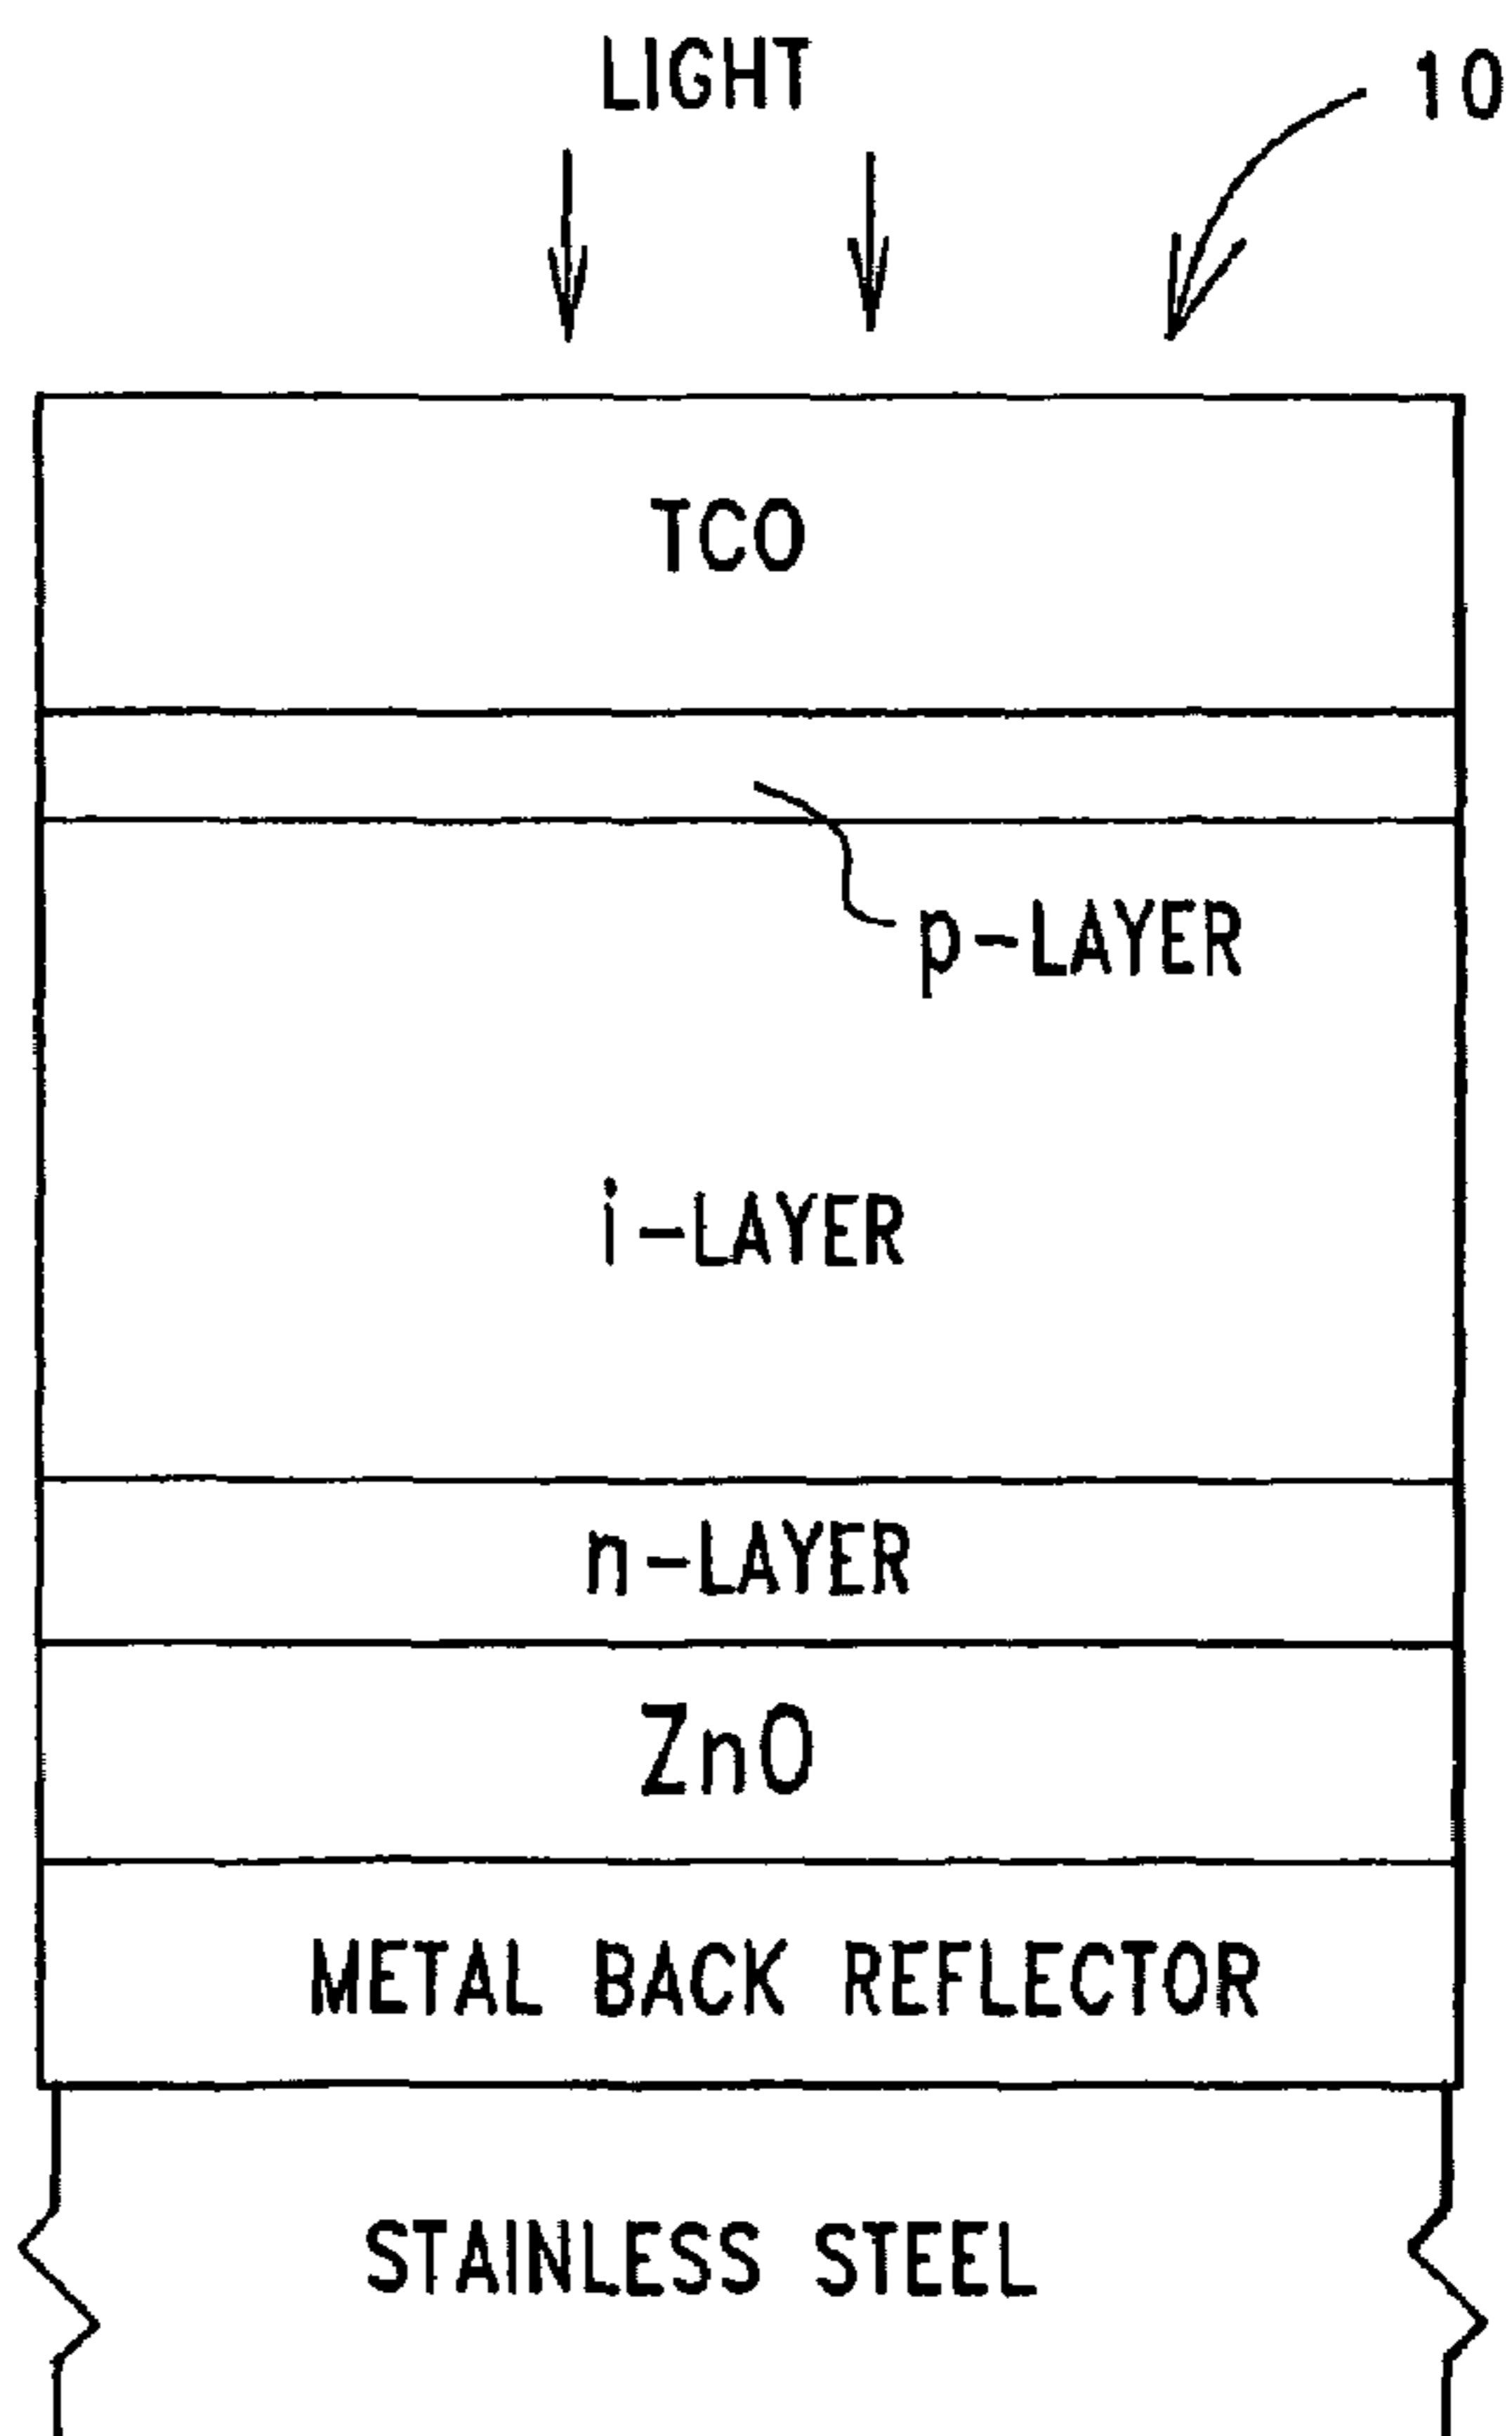 LIGHT
10
TCO
p-LAYER
i-LAYER
n-LAYER
ZnO
METAL BACK REFLECTOR
STAINLESS STEEL